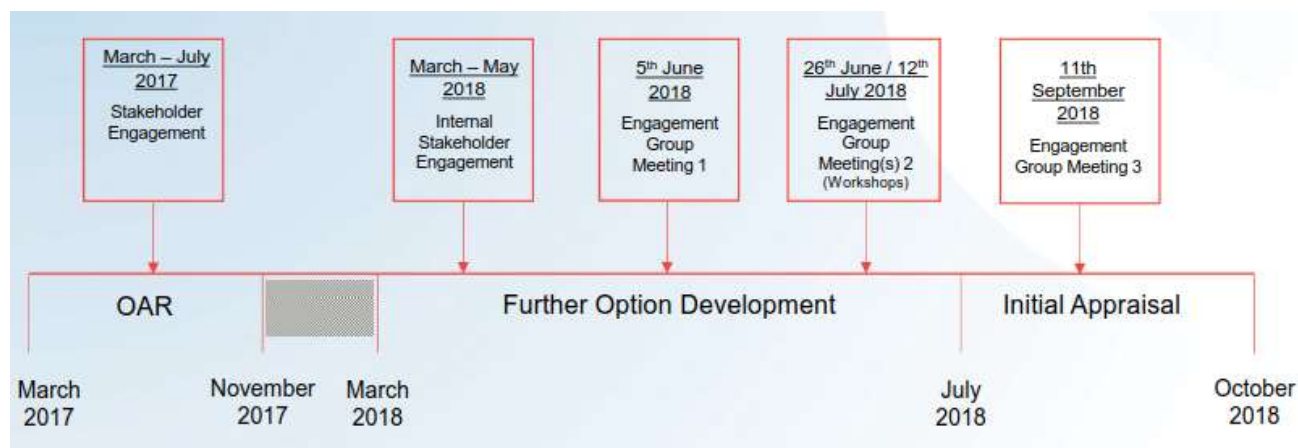 March – July
2017
Stakeholder
Engagement
March – May
2018
Internal
Stakeholder
Engagement
5th June
2018
Engagement
Group
Meeting 1
26th June / 12th
July 2018
Engagement
Group
Meeting(s) 2
(Workshops)
11th
September
2018
Engagement
Group Meeting 3
OAR
Further Option Development
Initial Appraisal
March
2017
November
2017
March
2018
July
2018
October
2018